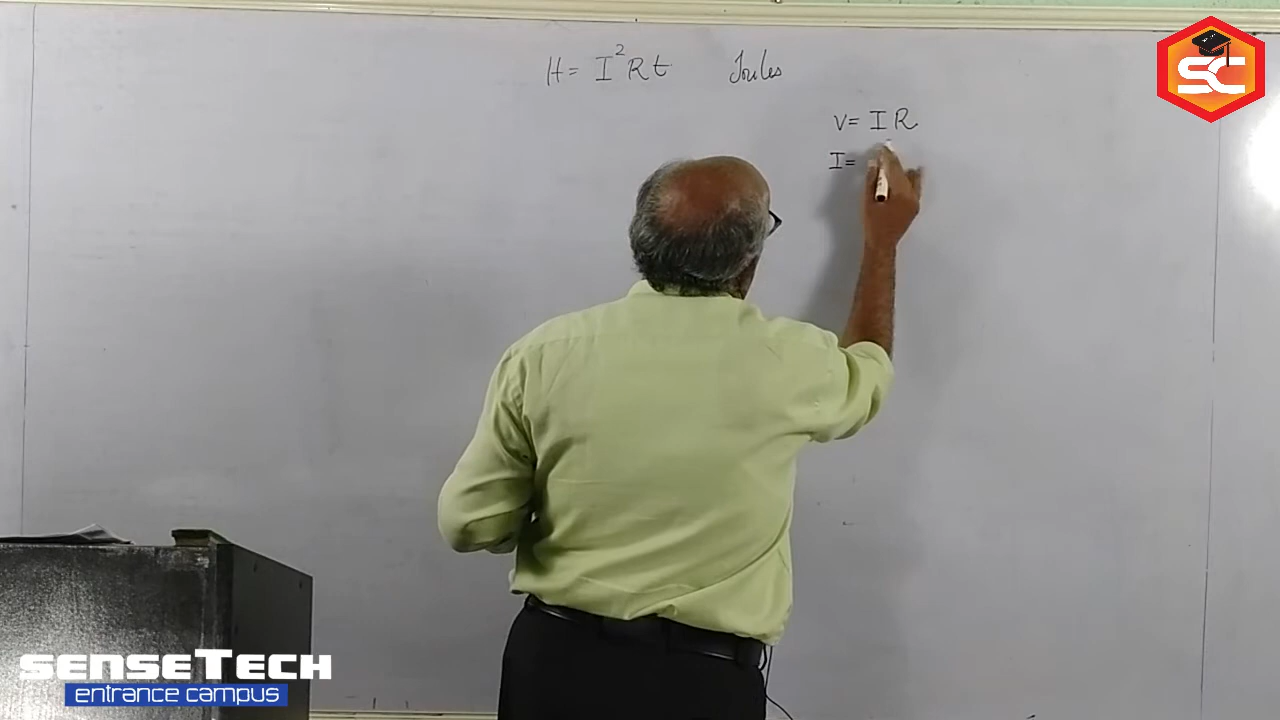 H = I²Rt Joules
V = IR
I =
SC
SENSETECH
entrance campus